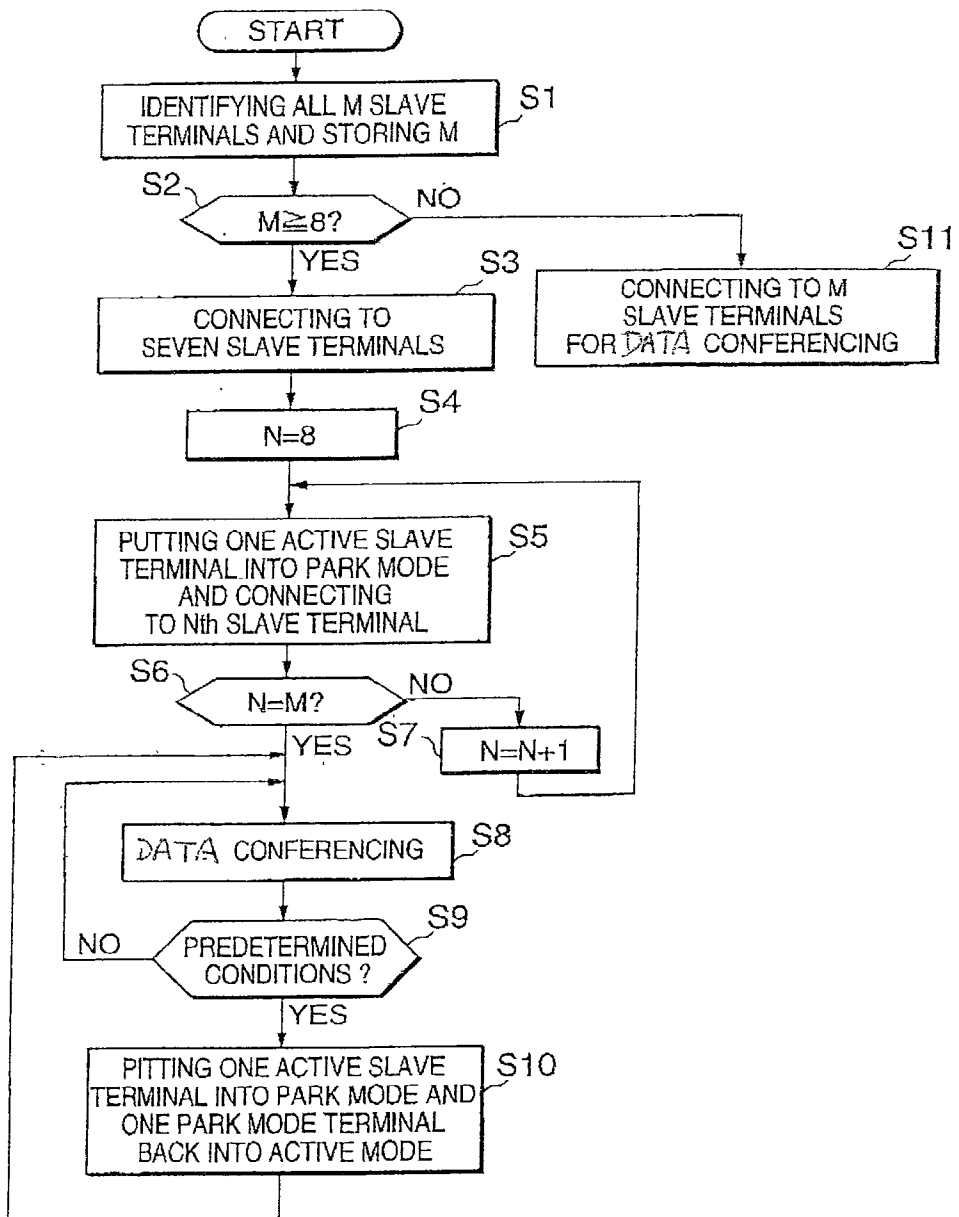 START
IDENTIFYING ALL M SLAVE
TERMINALS AND STORING M
S1
S2
M≧8?
NO
YES
S3
CONNECTING TO
SEVEN SLAVE TERMINALS
S11
CONNECTING TO M
SLAVE TERMINALS
FOR DATA CONFERENCING
S4
N=8
PUTTING ONE ACTIVE SLAVE
TERMINAL INTO PARK MODE
AND CONNECTING
TO Nth SLAVE TERMINAL
S5
S6
N=M?
NO
YES
S7
N=N+1
DATA CONFERENCING
S8
S9
NO
PREDETERMINED
CONDITIONS ?
YES
PITTING ONE ACTIVE SLAVE
TERMINAL INTO PARK MODE AND
ONE PARK MODE TERMINAL
BACK INTO ACTIVE MODE
S10